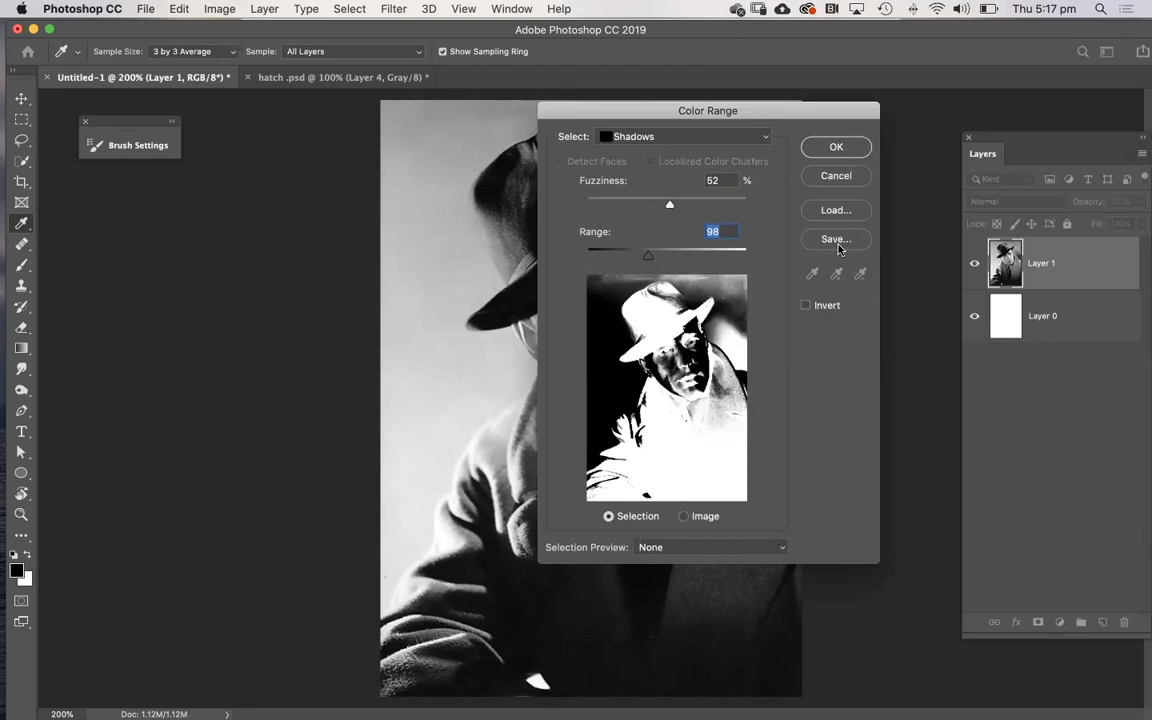 Photoshop CC File Edit Image Layer Type Select Filter 3D View Window Help Thu 5:17 pm
Adobe Photoshop CC 2019
Sample Size: 3 by 3 Average Sample: All Layers Show Sampling Ring
Untitled-1 @ 200% (Layer 1, RGB/8*) * hatch .psd @ 100% (Layer 4, Gray/8) *
Brush Settings
Color Range
Select: Shadows
Detect Faces Localized Color Clusters
Fuzziness: 52 %
Range: 98
OK
Cancel
Load...
Save...
Invert
Selection Image
Selection Preview: None
Layers
Kind
Normal Opacity:
Lock: Fill:
Layer 1
Layer 0
200% Doc: 1.12M/1.12M